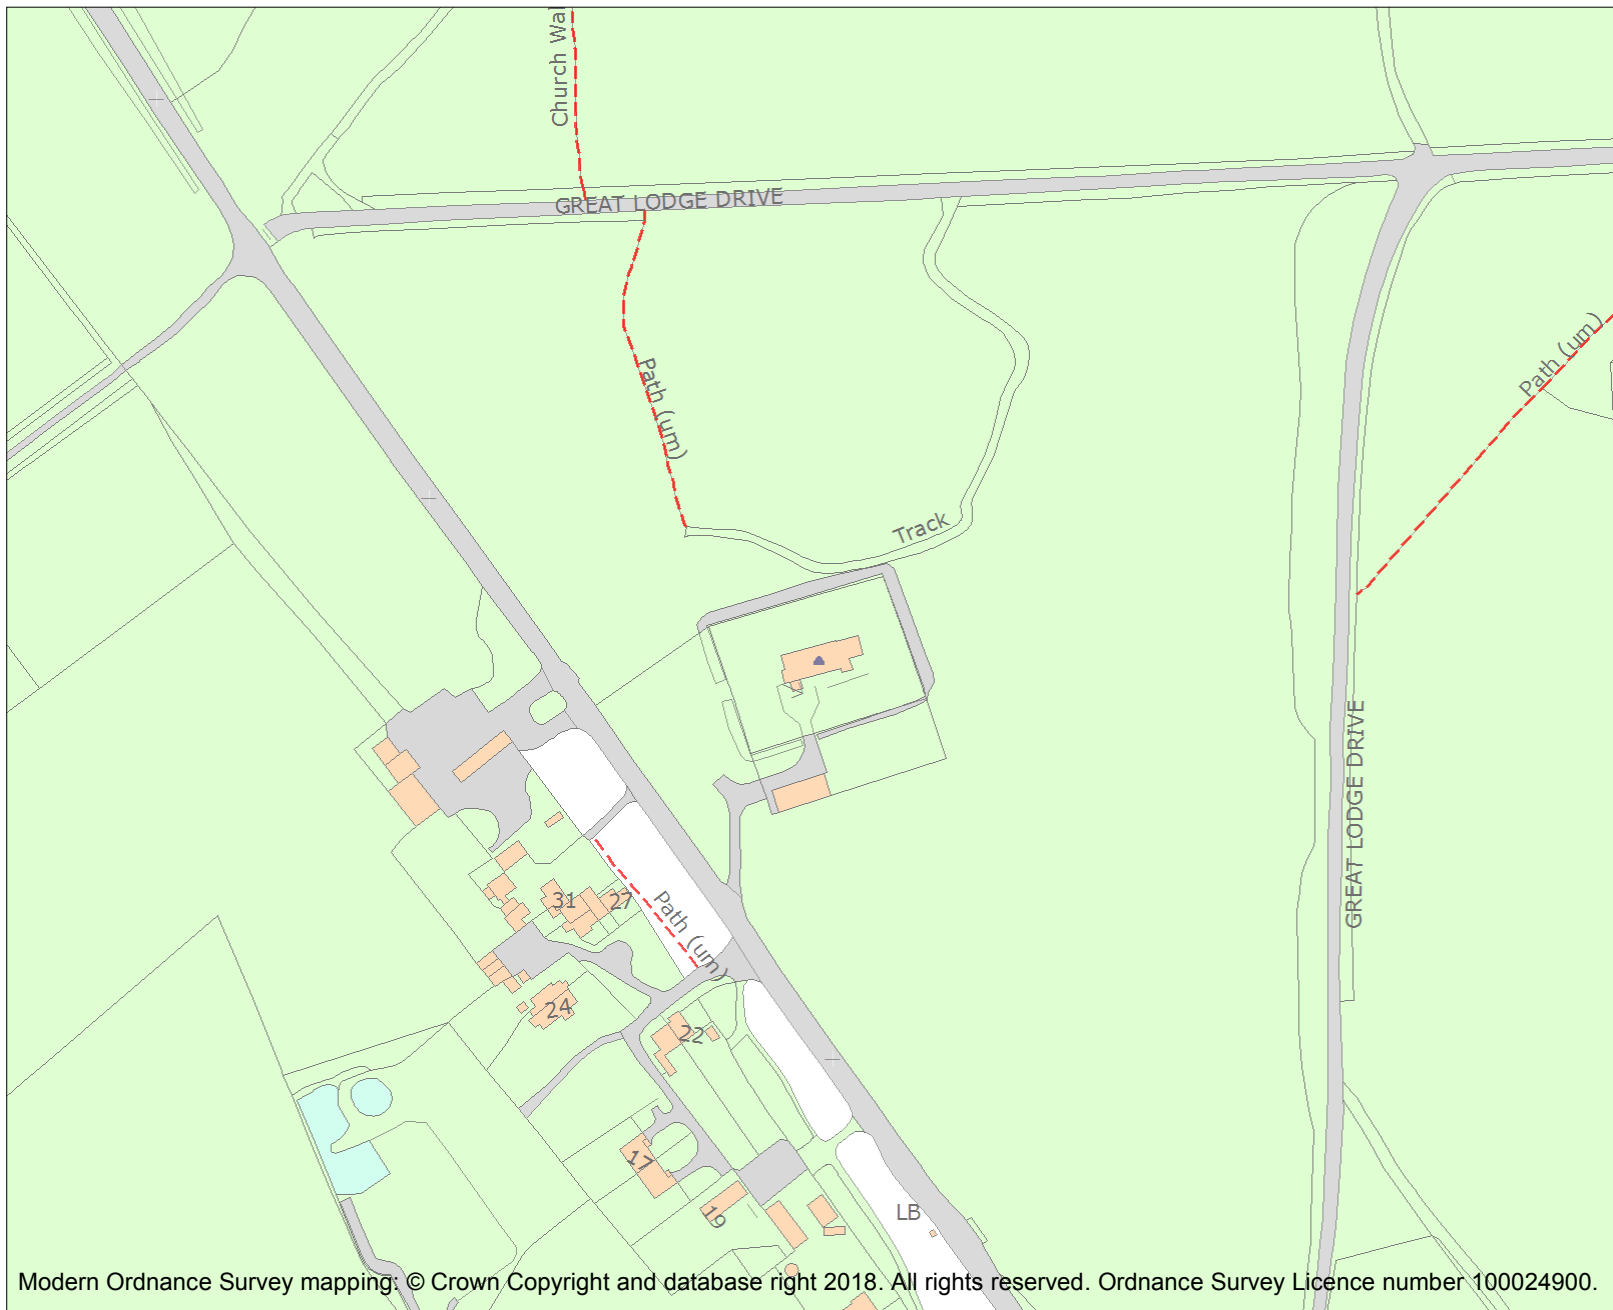 Church Wal
GREAT LODGE DRIVE
Path (um)
Path (um)
Track
GREAT LODGE DRIVE
31
27
Path (um)
24
22
17
19
LB
Modern Ordnance Survey mapping: © Crown Copyright and database right 2018. All rights reserved. Ordnance Survey Licence number 100024900.